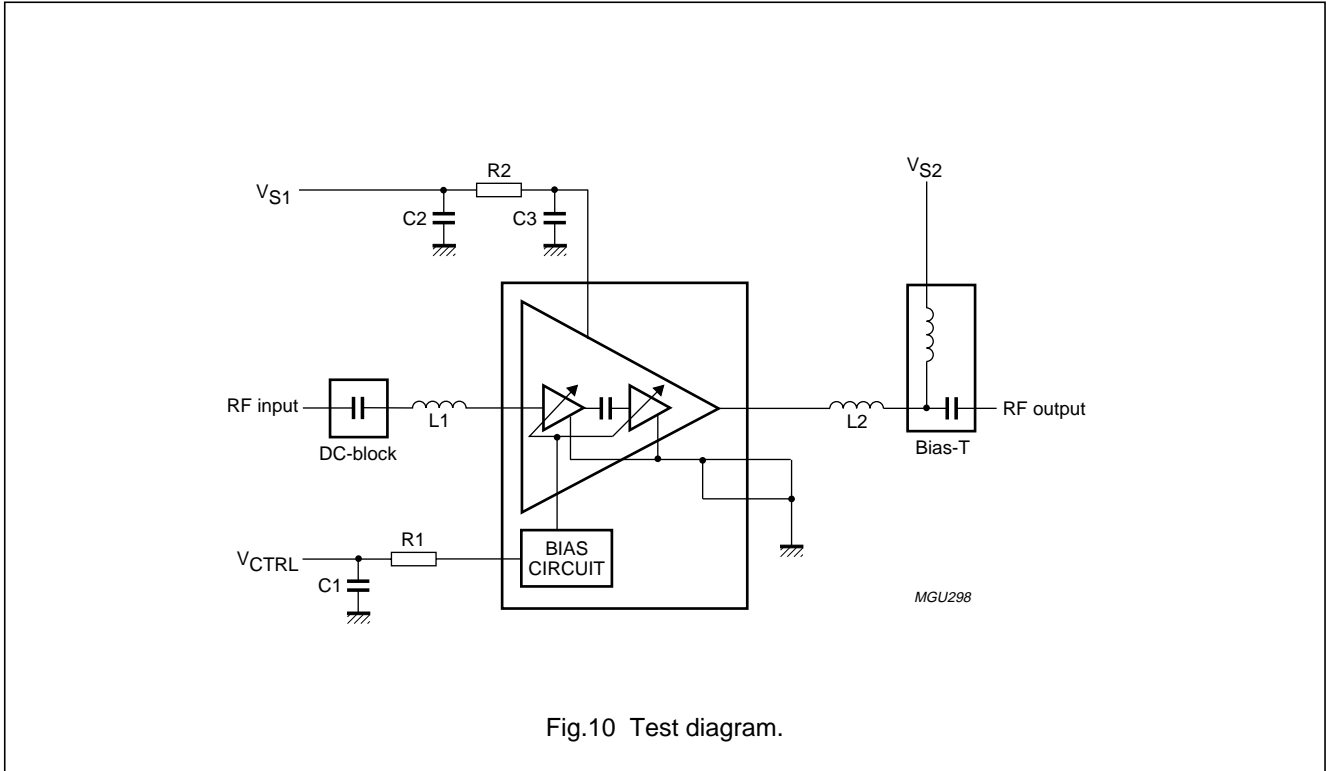 R2
VS1
C2
C3
VS2
RF input
DC-block
L1
L2
RF output
Bias-T
VCTRL
R1
C1
BIAS
CIRCUIT
MGU298
Fig.10 Test diagram.